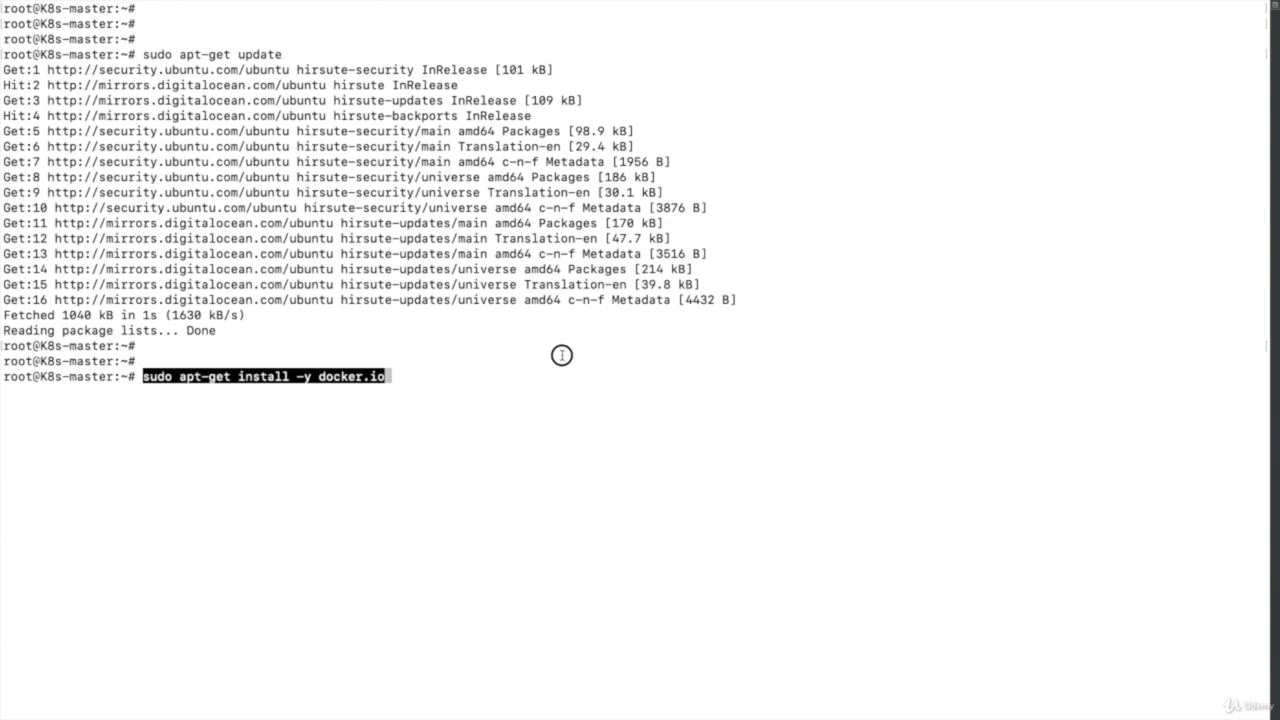 root@K8s-master:~#
root@K8s-master:~#
root@K8s-master:~#
root@K8s-master:~# sudo apt-get update
Get:1 http://security.ubuntu.com/ubuntu hirsute-security InRelease [101 kB]
Hit:2 http://mirrors.digitalocean.com/ubuntu hirsute InRelease
Get:3 http://mirrors.digitalocean.com/ubuntu hirsute-updates InRelease [109 kB]
Hit:4 http://mirrors.digitalocean.com/ubuntu hirsute-backports InRelease
Get:5 http://security.ubuntu.com/ubuntu hirsute-security/main amd64 Packages [98.9 kB]
Get:6 http://security.ubuntu.com/ubuntu hirsute-security/main Translation-en [29.4 kB]
Get:7 http://security.ubuntu.com/ubuntu hirsute-security/main amd64 c-n-f Metadata [1956 B]
Get:8 http://security.ubuntu.com/ubuntu hirsute-security/universe amd64 Packages [186 kB]
Get:9 http://security.ubuntu.com/ubuntu hirsute-security/universe Translation-en [30.1 kB]
Get:10 http://security.ubuntu.com/ubuntu hirsute-security/universe amd64 c-n-f Metadata [3876 B]
Get:11 http://mirrors.digitalocean.com/ubuntu hirsute-updates/main amd64 Packages [170 kB]
Get:12 http://mirrors.digitalocean.com/ubuntu hirsute-updates/main Translation-en [47.7 kB]
Get:13 http://mirrors.digitalocean.com/ubuntu hirsute-updates/main amd64 c-n-f Metadata [3516 B]
Get:14 http://mirrors.digitalocean.com/ubuntu hirsute-updates/universe amd64 Packages [214 kB]
Get:15 http://mirrors.digitalocean.com/ubuntu hirsute-updates/universe Translation-en [39.8 kB]
Get:16 http://mirrors.digitalocean.com/ubuntu hirsute-updates/universe amd64 c-n-f Metadata [4432 B]
Fetched 1040 kB in 1s (1630 kB/s)
Reading package lists... Done
root@K8s-master:~#
root@K8s-master:~#
root@K8s-master:~# sudo apt-get install -y docker.io
Udemy